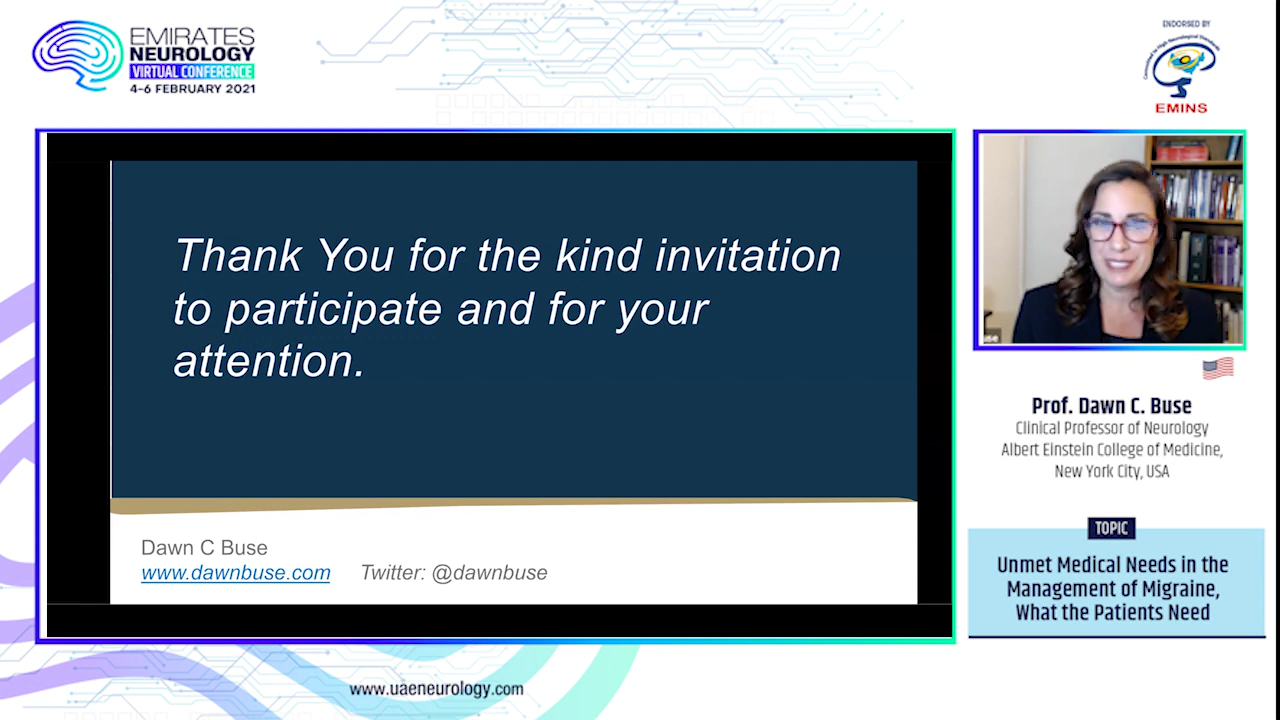 EMIRATES
NEUROLOGY
VIRTUAL CONFERENCE
4-6 FEBRUARY 2021
ENDORSED BY
EMINS
Thank You for the kind invitation
to participate and for your
attention.
Dawn C Buse
www.dawnbuse.com Twitter: @dawnbuse
Prof. Dawn C. Buse
Clinical Professor of Neurology
Albert Einstein College of Medicine,
New York City, USA
TOPIC
Unmet Medical Needs in the
Management of Migraine,
What the Patients Need
www.uaeneurology.com